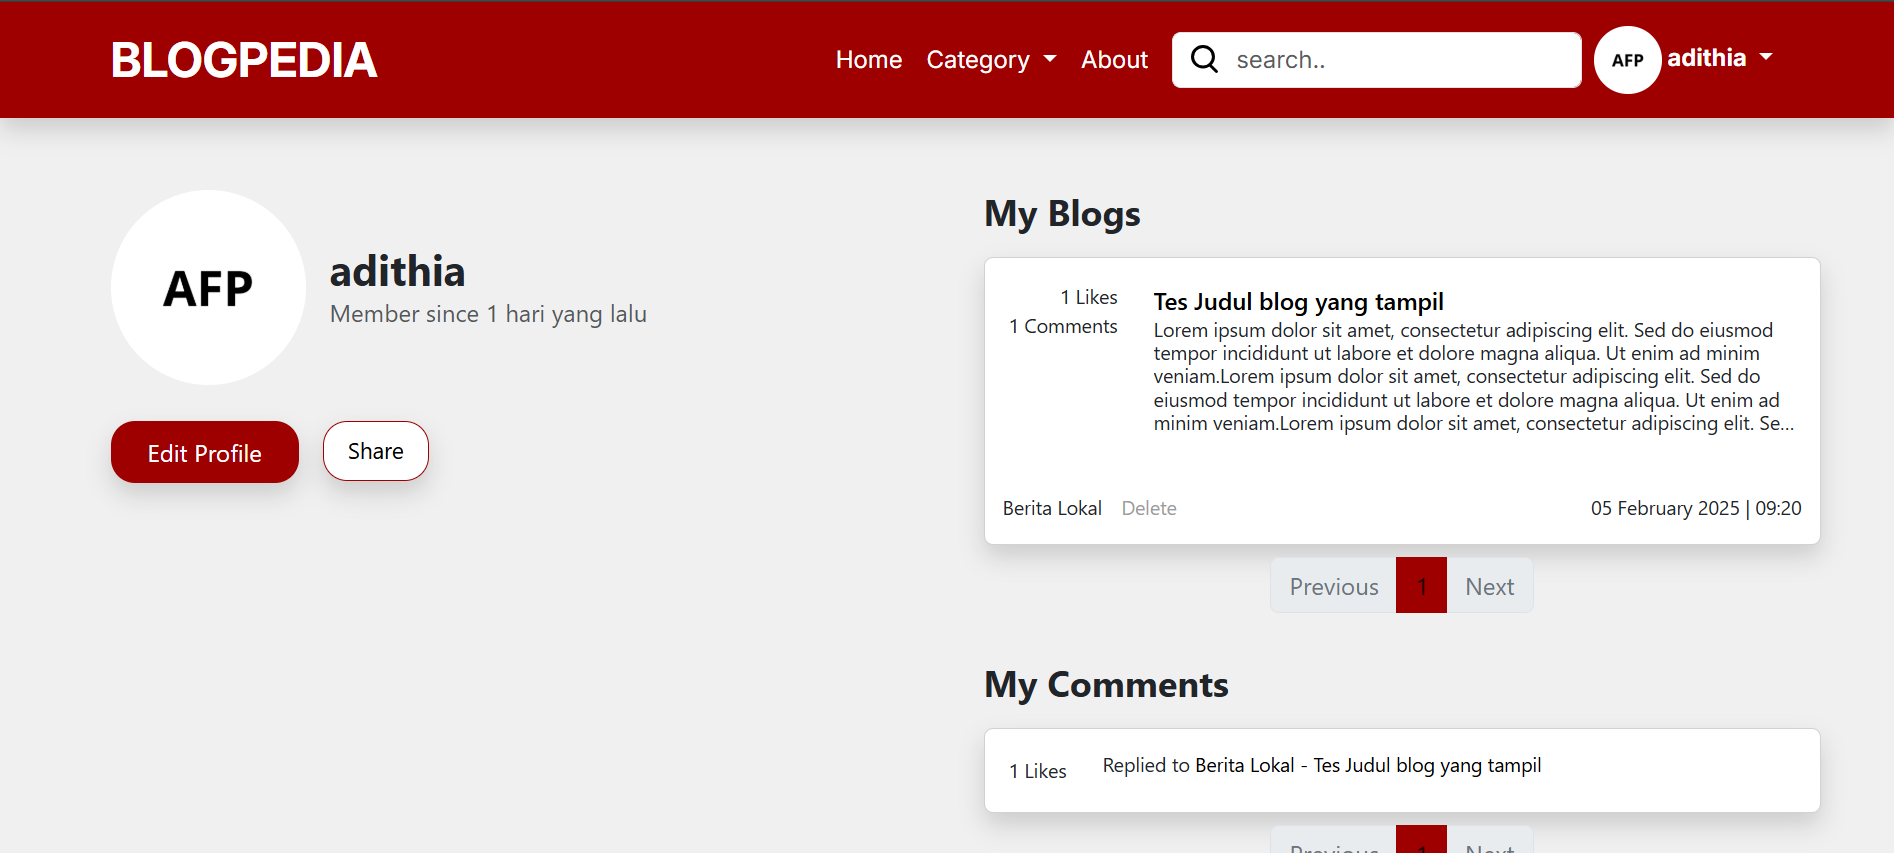 BLOGPEDIA
Home Category About search.. AFP adithia
AFP
adithia
Member since 1 hari yang lalu
Edit Profile Share
My Blogs
1 Likes
1 Comments
Tes Judul blog yang tampil
Lorem ipsum dolor sit amet, consectetur adipiscing elit. Sed do eiusmod
tempor incididunt ut labore et dolore magna aliqua. Ut enim ad minim
veniam.Lorem ipsum dolor sit amet, consectetur adipiscing elit. Sed do
eiusmod tempor incididunt ut labore et dolore magna aliqua. Ut enim ad
minim veniam.Lorem ipsum dolor sit amet, consectetur adipiscing elit. Se...
Berita Lokal Delete 05 February 2025 | 09:20
Previous 1 Next
My Comments
1 Likes Replied to Berita Lokal - Tes Judul blog yang tampil
Previous 1 Next